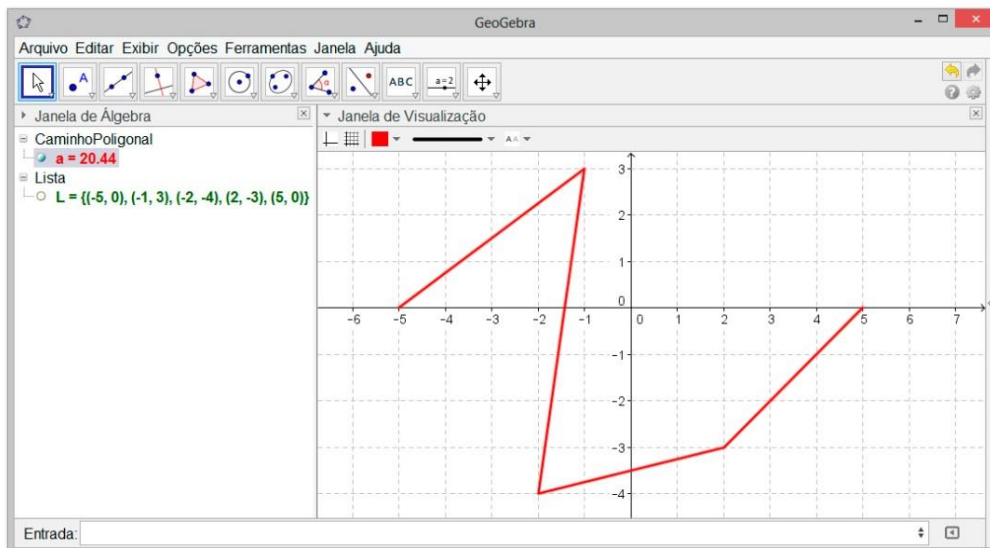 GeoGebra
Arquivo Editar Exibir Opções Ferramentas Janela Ajuda
A
α
ABC
a=2
Janela de Álgebra
CaminhoPoligonal
a = 20.44
Lista
L = {(-5, 0), (-1, 3), (-2, -4), (2, -3), (5, 0)}
Janela de Visualização
AA
3
2
1
0
-6 -5 -4 -3 -2 -1 0 1 2 3 4 5 6 7
-1
-2
-3
-4
Entrada: